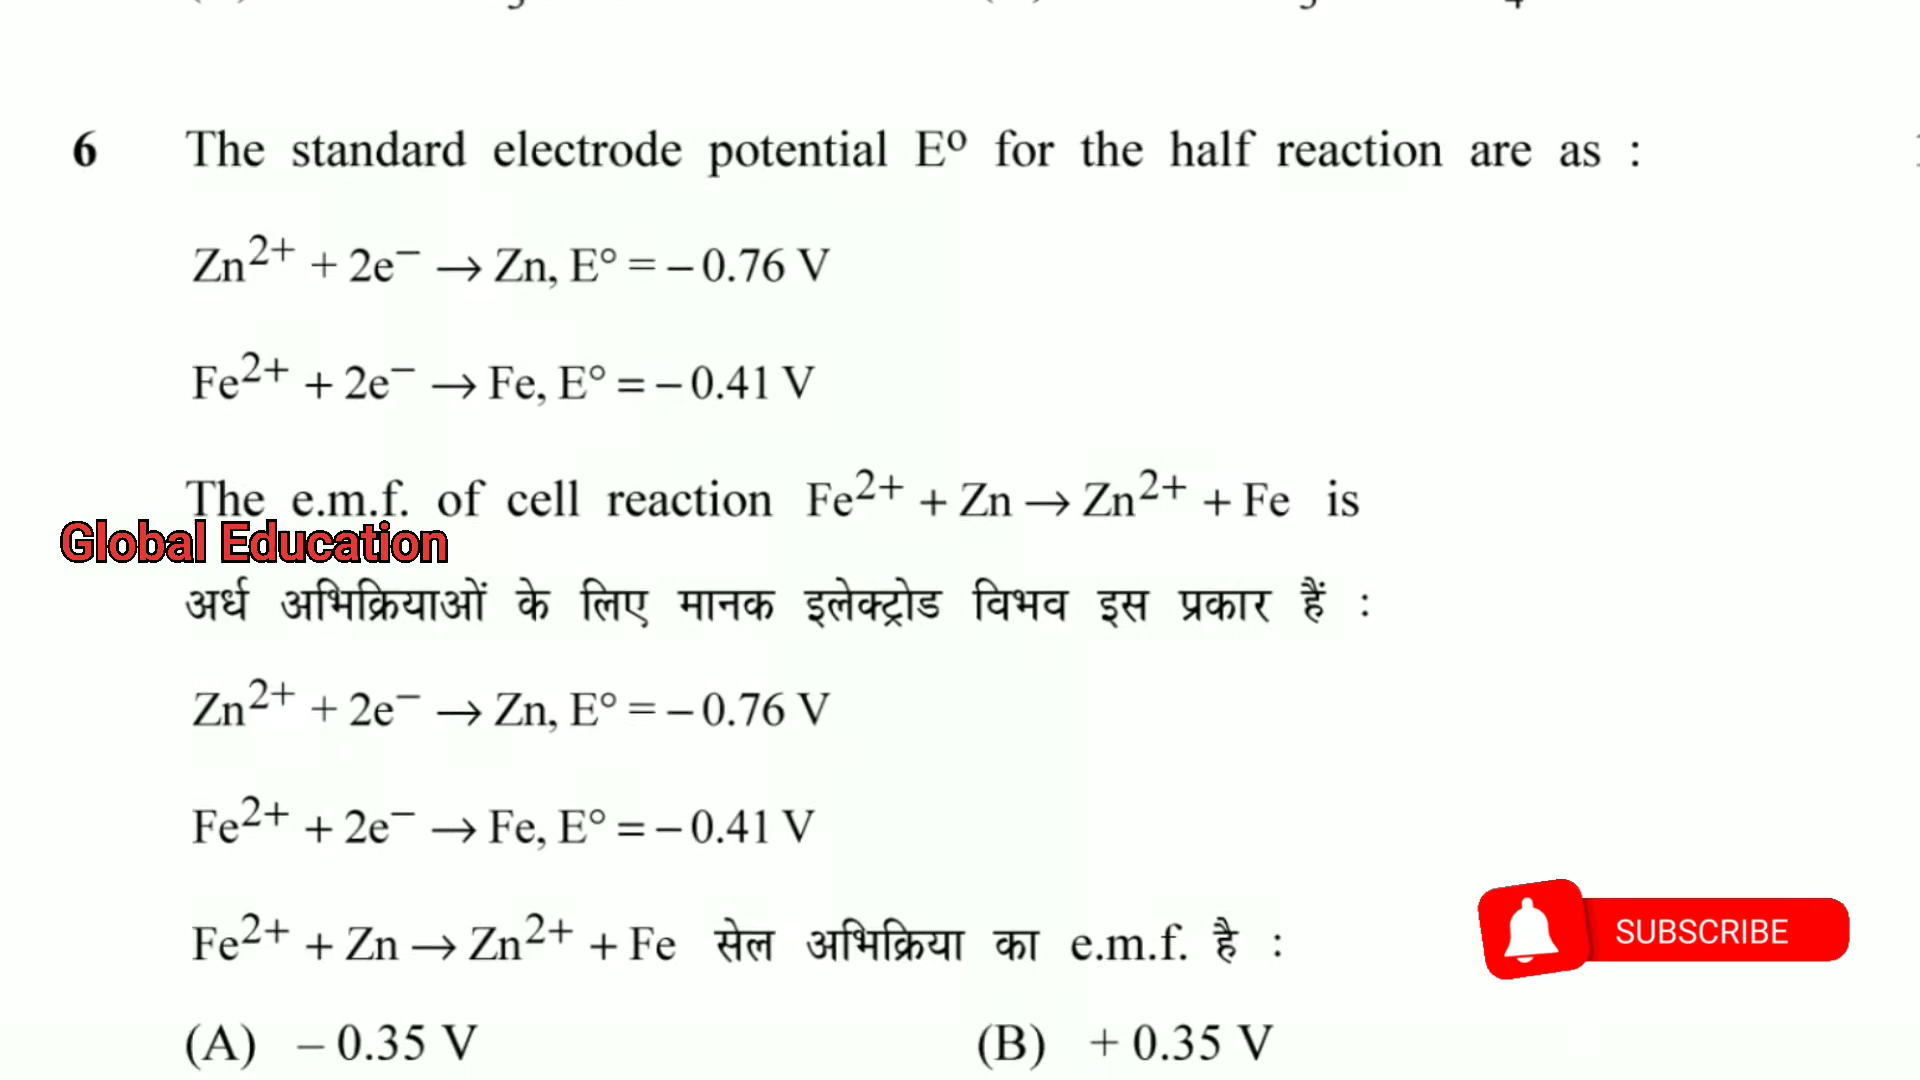 6 The standard electrode potential Eº for the half reaction are as :
Zn²⁺ + 2e⁻ → Zn, E° = – 0.76 V
Fe²⁺ + 2e⁻ → Fe, E° = – 0.41 V
The e.m.f. of cell reaction Fe²⁺ + Zn → Zn²⁺ + Fe is
Global Education
अर्ध अभिक्रियाओं के लिए मानक इलेक्ट्रोड विभव इस प्रकार हैं :
Zn²⁺ + 2e⁻ → Zn, E° = – 0.76 V
Fe²⁺ + 2e⁻ → Fe, E° = – 0.41 V
Fe²⁺ + Zn → Zn²⁺ + Fe सेल अभिक्रिया का e.m.f. है :
SUBSCRIBE
(A) – 0.35 V (B) + 0.35 V